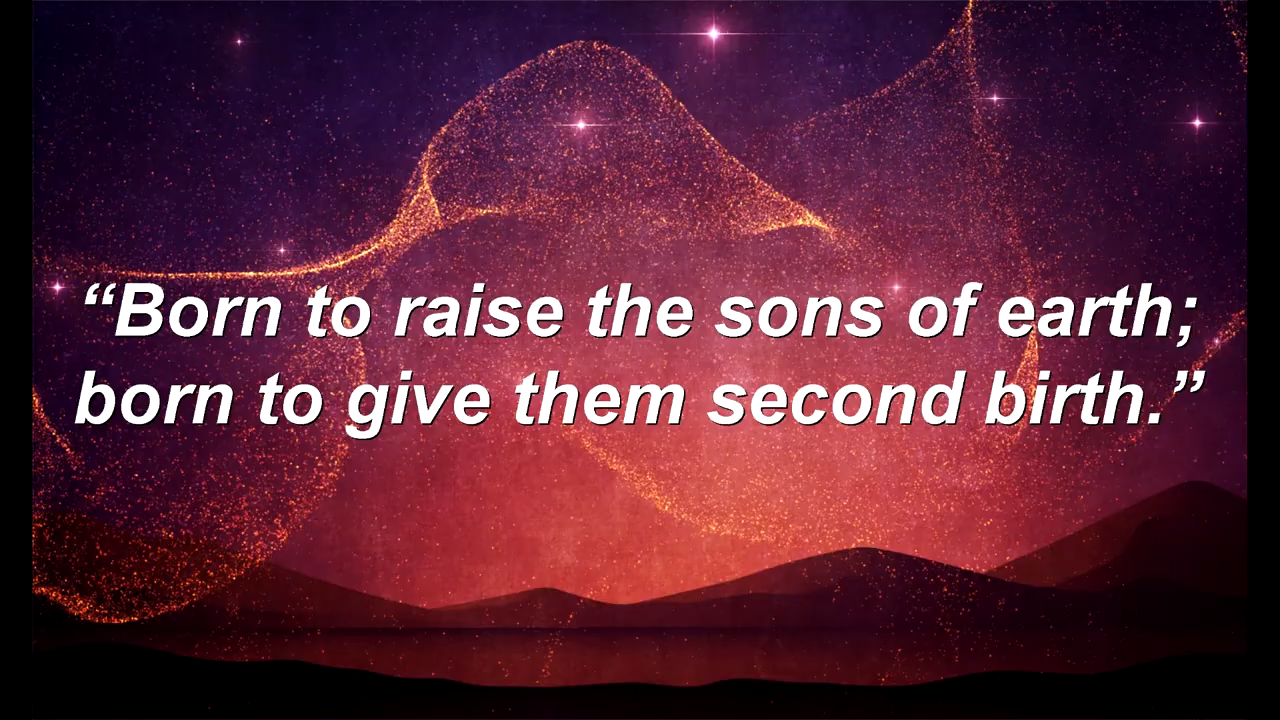 “Born to raise the sons of earth;
born to give them second birth.”